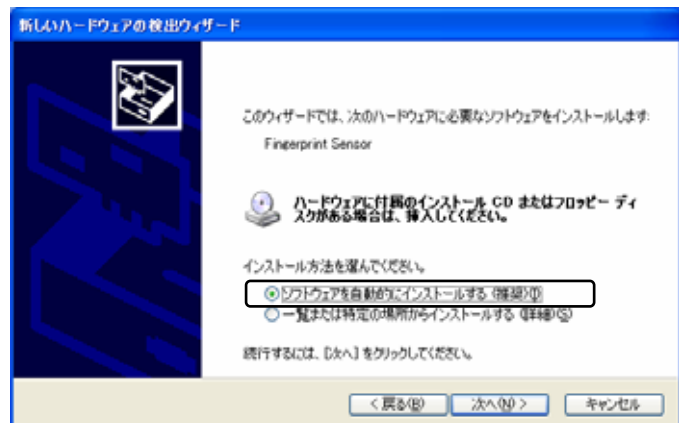 新しいハードウェアの検出ウィザード
このウィザードでは、次のハードウェアに必要なソフトウェアをインストールします:
Fingerprint Sensor
ハードウェアに付属のインストール CD またはフロッピー ディ
スクがある場合は、挿入してください。
インストール方法を選んでください。
ソフトウェアを自動的にインストールする (推奨)(I)
一覧または特定の場所からインストールする (詳細)(S)
続行するには、[次へ] をクリックしてください。
< 戻る(B) 次へ(N) > キャンセル